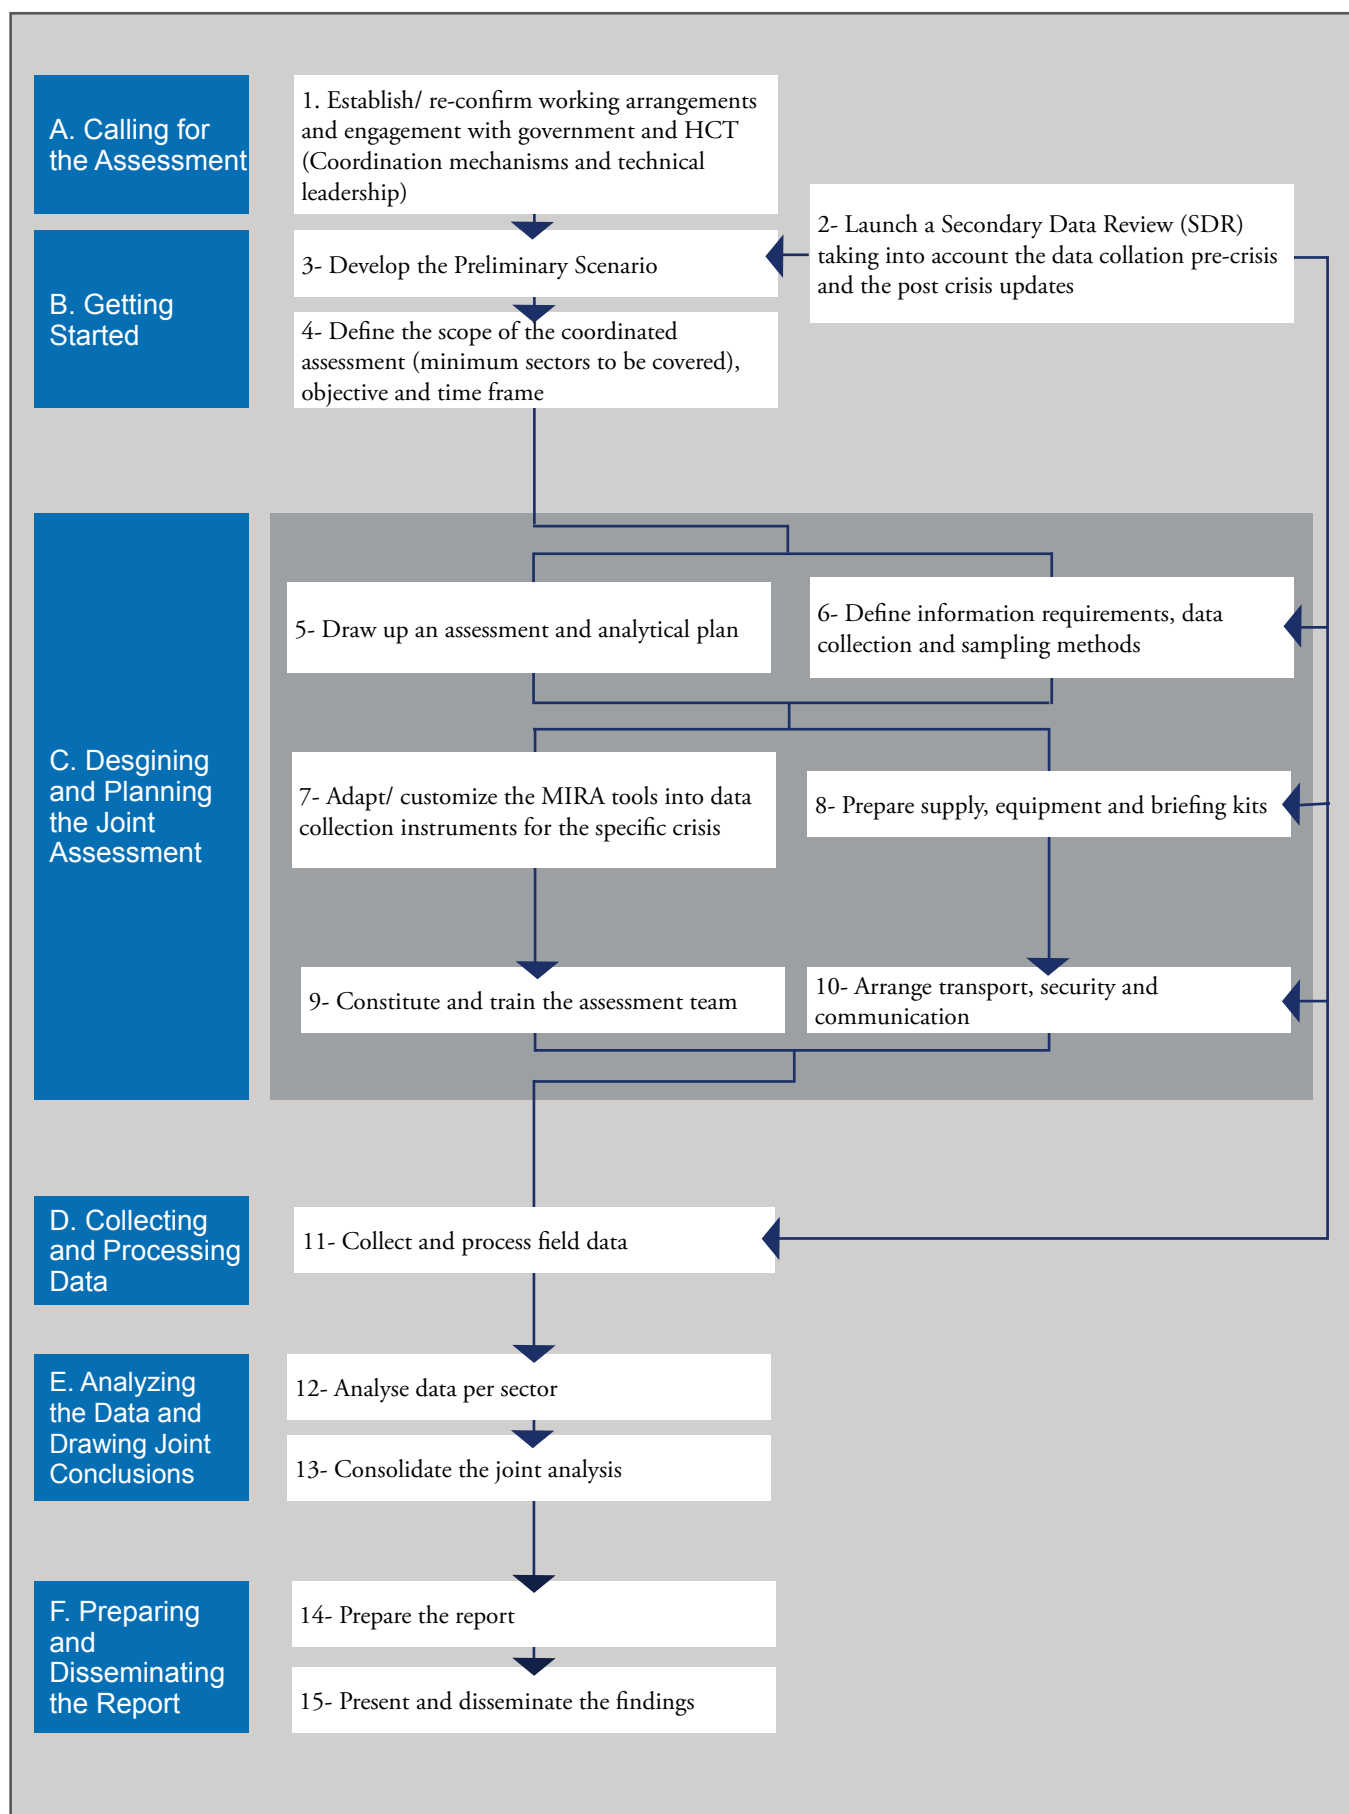 A. Calling for
the Assessment
1. Establish/ re-confirm working arrangements
and engagement with government and HCT
(Coordination mechanisms and technical
leadership)
2- Launch a Secondary Data Review (SDR)
taking into account the data collation pre-crisis
and the post crisis updates
B. Getting
Started
3- Develop the Preliminary Scenario
4- Define the scope of the coordinated
assessment (minimum sectors to be covered),
objective and time frame
C. Desgining
and Planning
the Joint
Assessment
5- Draw up an assessment and analytical plan
6- Define information requirements, data
collection and sampling methods
7- Adapt/ customize the MIRA tools into data
collection instruments for the specific crisis
8- Prepare supply, equipment and briefing kits
9- Constitute and train the assessment team
10- Arrange transport, security and
communication
D. Collecting
and Processing
Data
11- Collect and process field data
E. Analyzing
the Data and
Drawing Joint
Conclusions
12- Analyse data per sector
13- Consolidate the joint analysis
F. Preparing
and
Disseminating
the Report
14- Prepare the report
15- Present and disseminate the findings